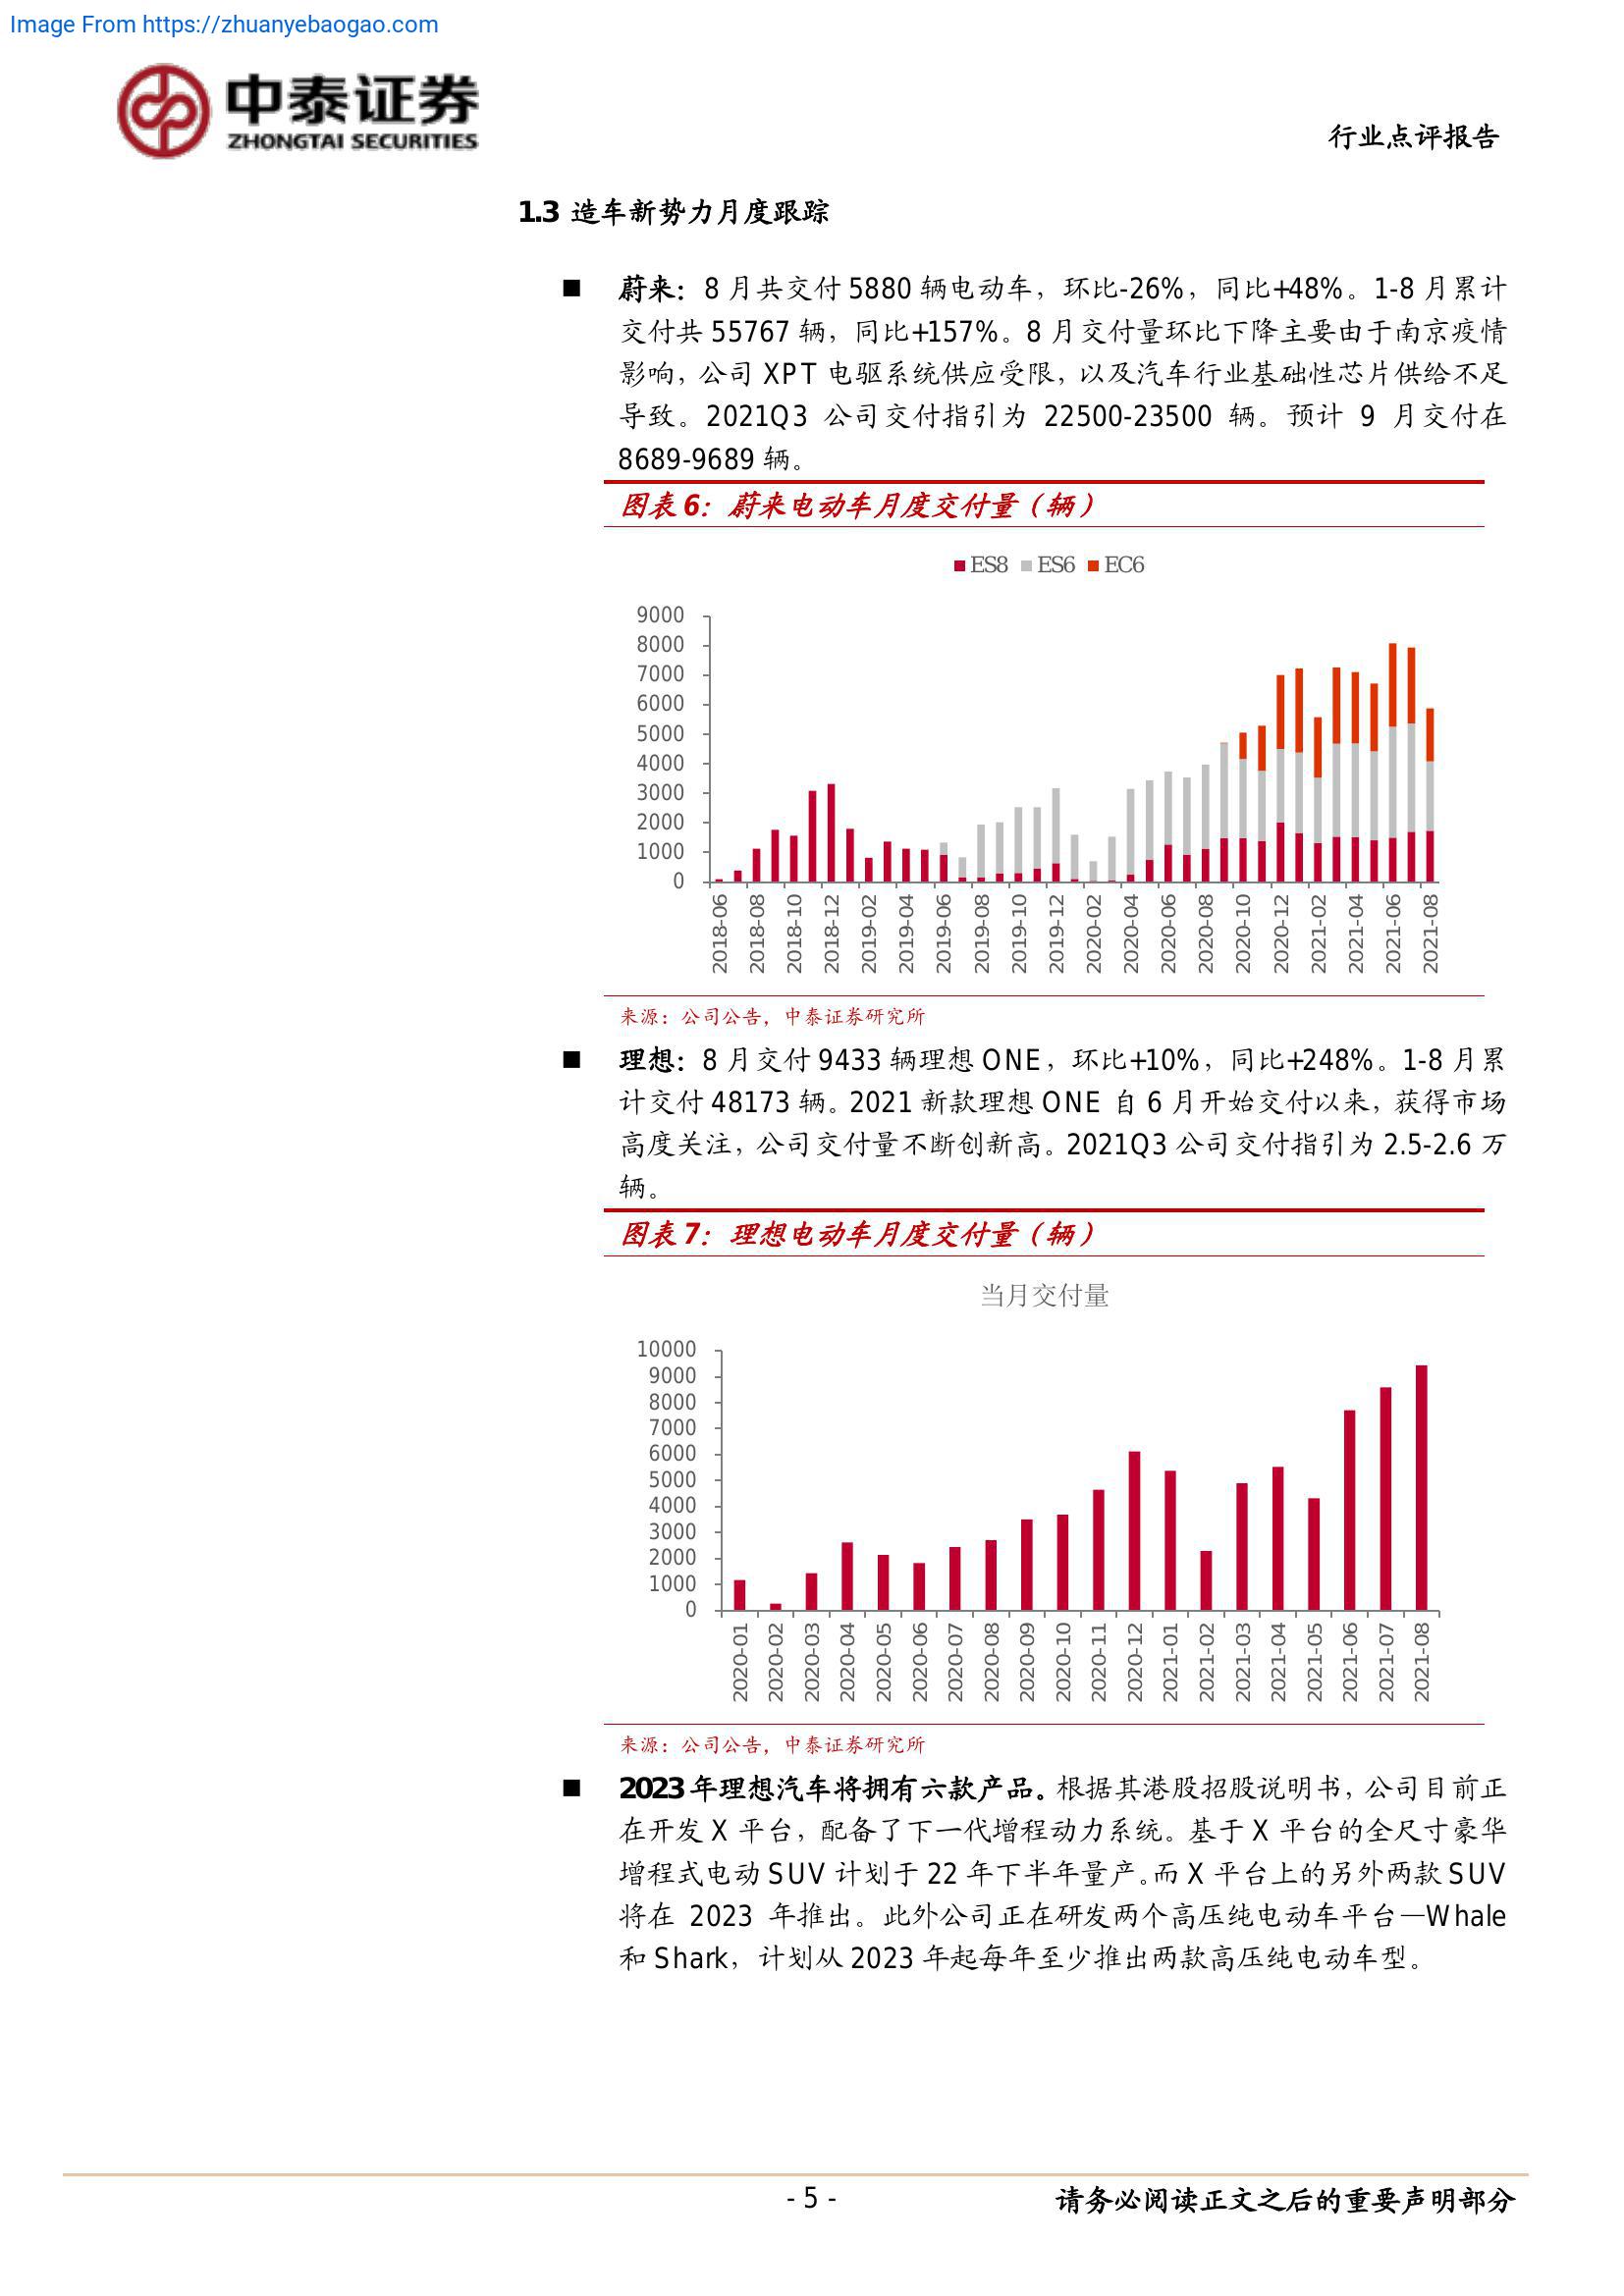 Image From https://zhuanyebaogao.com
中泰证券
ZHONGTAI SECURITIES
行业点评报告
1.3 造车新势力月度跟踪
■ 蔚来：8 月共交付 5880 辆电动车，环比-26%，同比+48%。1-8 月累计
交付共 55767 辆，同比+157%。8 月交付量环比下降主要由于南京疫情
影响，公司 XPT 电驱系统供应受限，以及汽车行业基础性芯片供给不足
导致。2021Q3 公司交付指引为 22500-23500 辆。预计 9 月交付在
8689-9689 辆。
图表 6：蔚来电动车月度交付量（辆）
ES8 ES6 EC6
9000
8000
7000
6000
5000
4000
3000
2000
1000
0
2018-06 2018-08 2018-10 2018-12 2019-02 2019-04 2019-06 2019-08 2019-10 2019-12 2020-02 2020-04 2020-06 2020-08 2020-10 2020-12 2021-02 2021-04 2021-06 2021-08
来源：公司公告，中泰证券研究所
■ 理想：8 月交付 9433 辆理想 ONE，环比+10%，同比+248%。1-8 月累
计交付 48173 辆。2021 新款理想 ONE 自 6 月开始交付以来，获得市场
高度关注，公司交付量不断创新高。2021Q3 公司交付指引为 2.5-2.6 万
辆。
图表 7：理想电动车月度交付量（辆）
当月交付量
10000
9000
8000
7000
6000
5000
4000
3000
2000
1000
0
2020-01 2020-02 2020-03 2020-04 2020-05 2020-06 2020-07 2020-08 2020-09 2020-10 2020-11 2020-12 2021-01 2021-02 2021-03 2021-04 2021-05 2021-06 2021-07 2021-08
来源：公司公告，中泰证券研究所
■ 2023 年理想汽车将拥有六款产品。根据其港股招股说明书，公司目前正
在开发 X 平台，配备了下一代增程动力系统。基于 X 平台的全尺寸豪华
增程式电动 SUV 计划于 22 年下半年量产。而 X 平台上的另外两款 SUV
将在 2023 年推出。此外公司正在研发两个高压纯电动车平台—Whale
和 Shark，计划从 2023 年起每年至少推出两款高压纯电动车型。
- 5 -
请务必阅读正文之后的重要声明部分